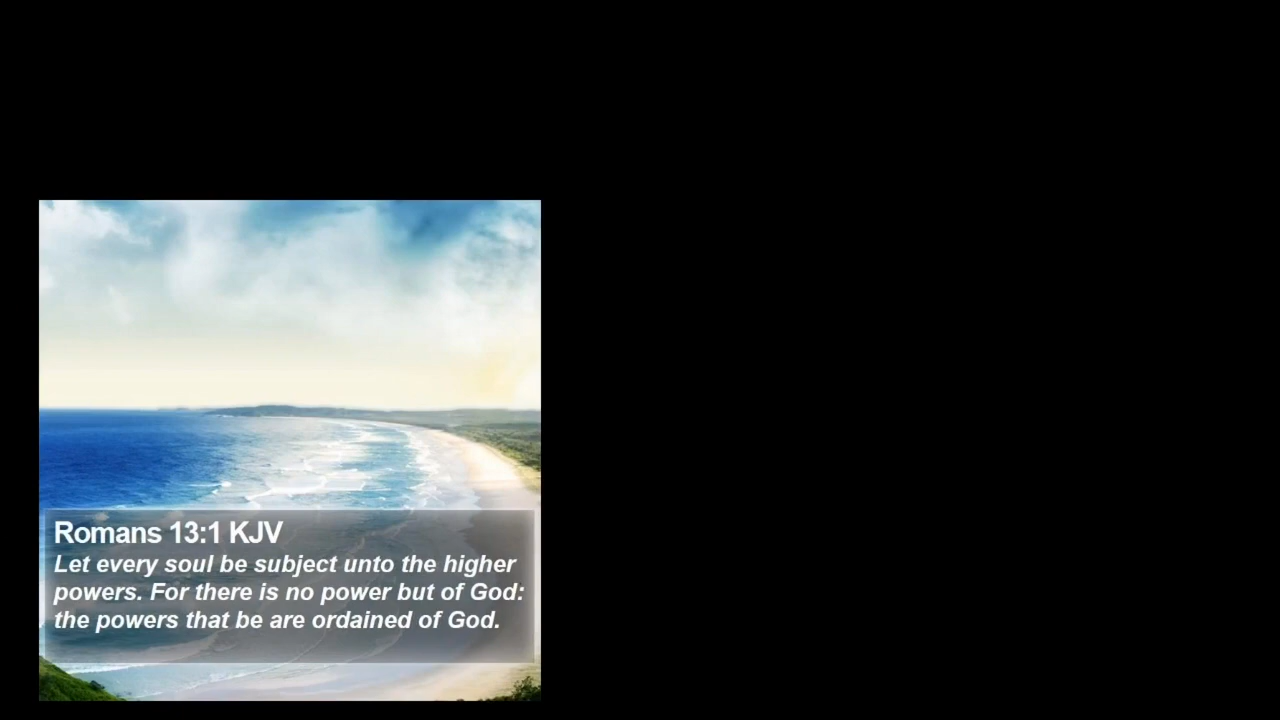 Romans 13:1 KJV
Let every soul be subject unto the higher
powers. For there is no power but of God:
the powers that be are ordained of God.